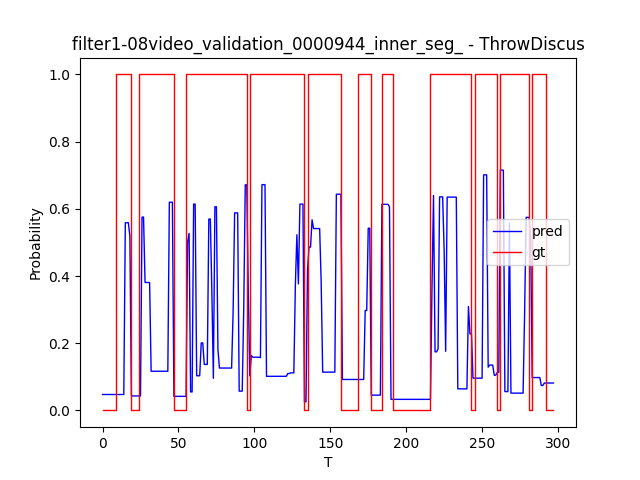 filter1-08video_validation_0000944_inner_seg_ - ThrowDiscus
1.0
0.8
0.6
0.4
0.2
0.0
Probability
pred
gt
0 50 100 150 200 250 300
T